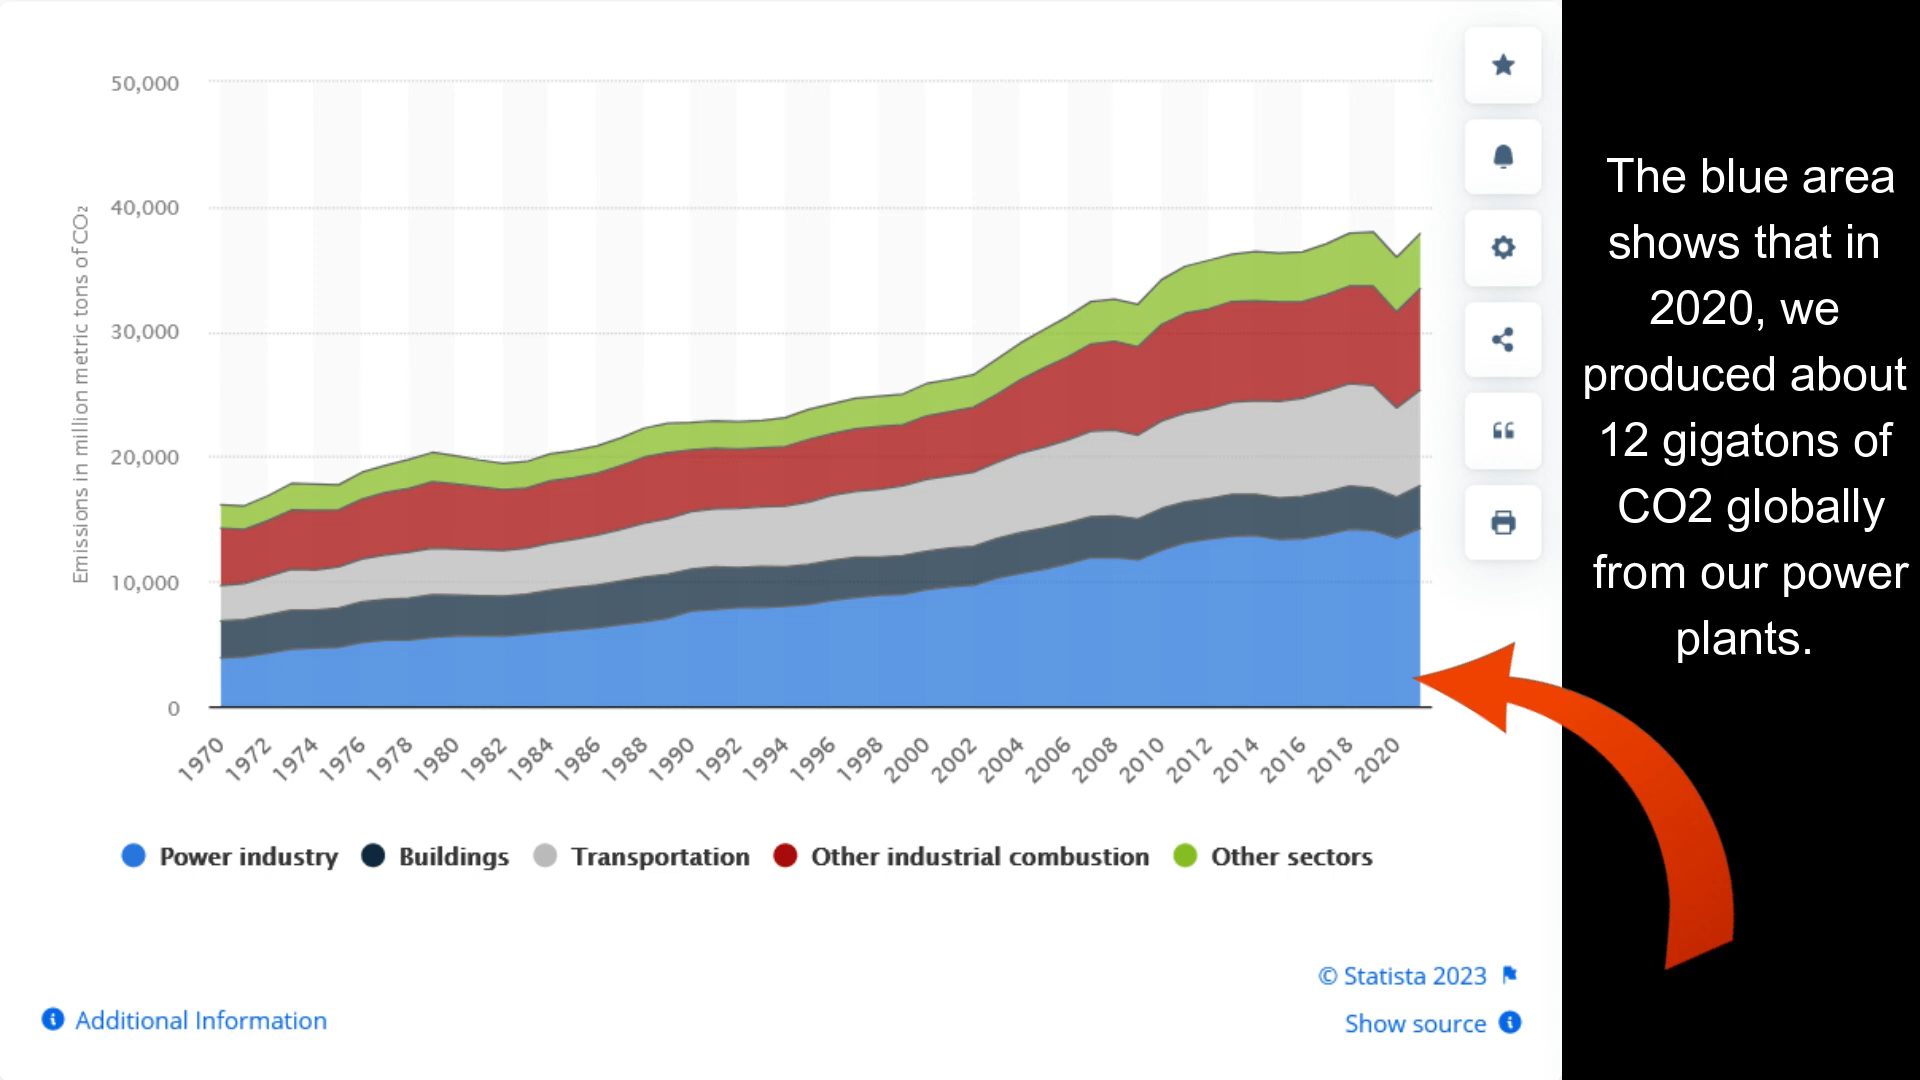 50,000
40,000
30,000
20,000
10,000
0
Emissions in million metric tons of CO₂
1970 1972 1974 1976 1978 1980 1982 1984 1986 1988 1990 1992 1994 1996 1998 2000 2002 2004 2006 2008 2010 2012 2014 2016 2018 2020
Power industry Buildings Transportation Other industrial combustion Other sectors
© Statista 2023
Additional Information
Show source
The blue area
shows that in
2020, we
produced about
12 gigatons of
CO2 globally
from our power
plants.